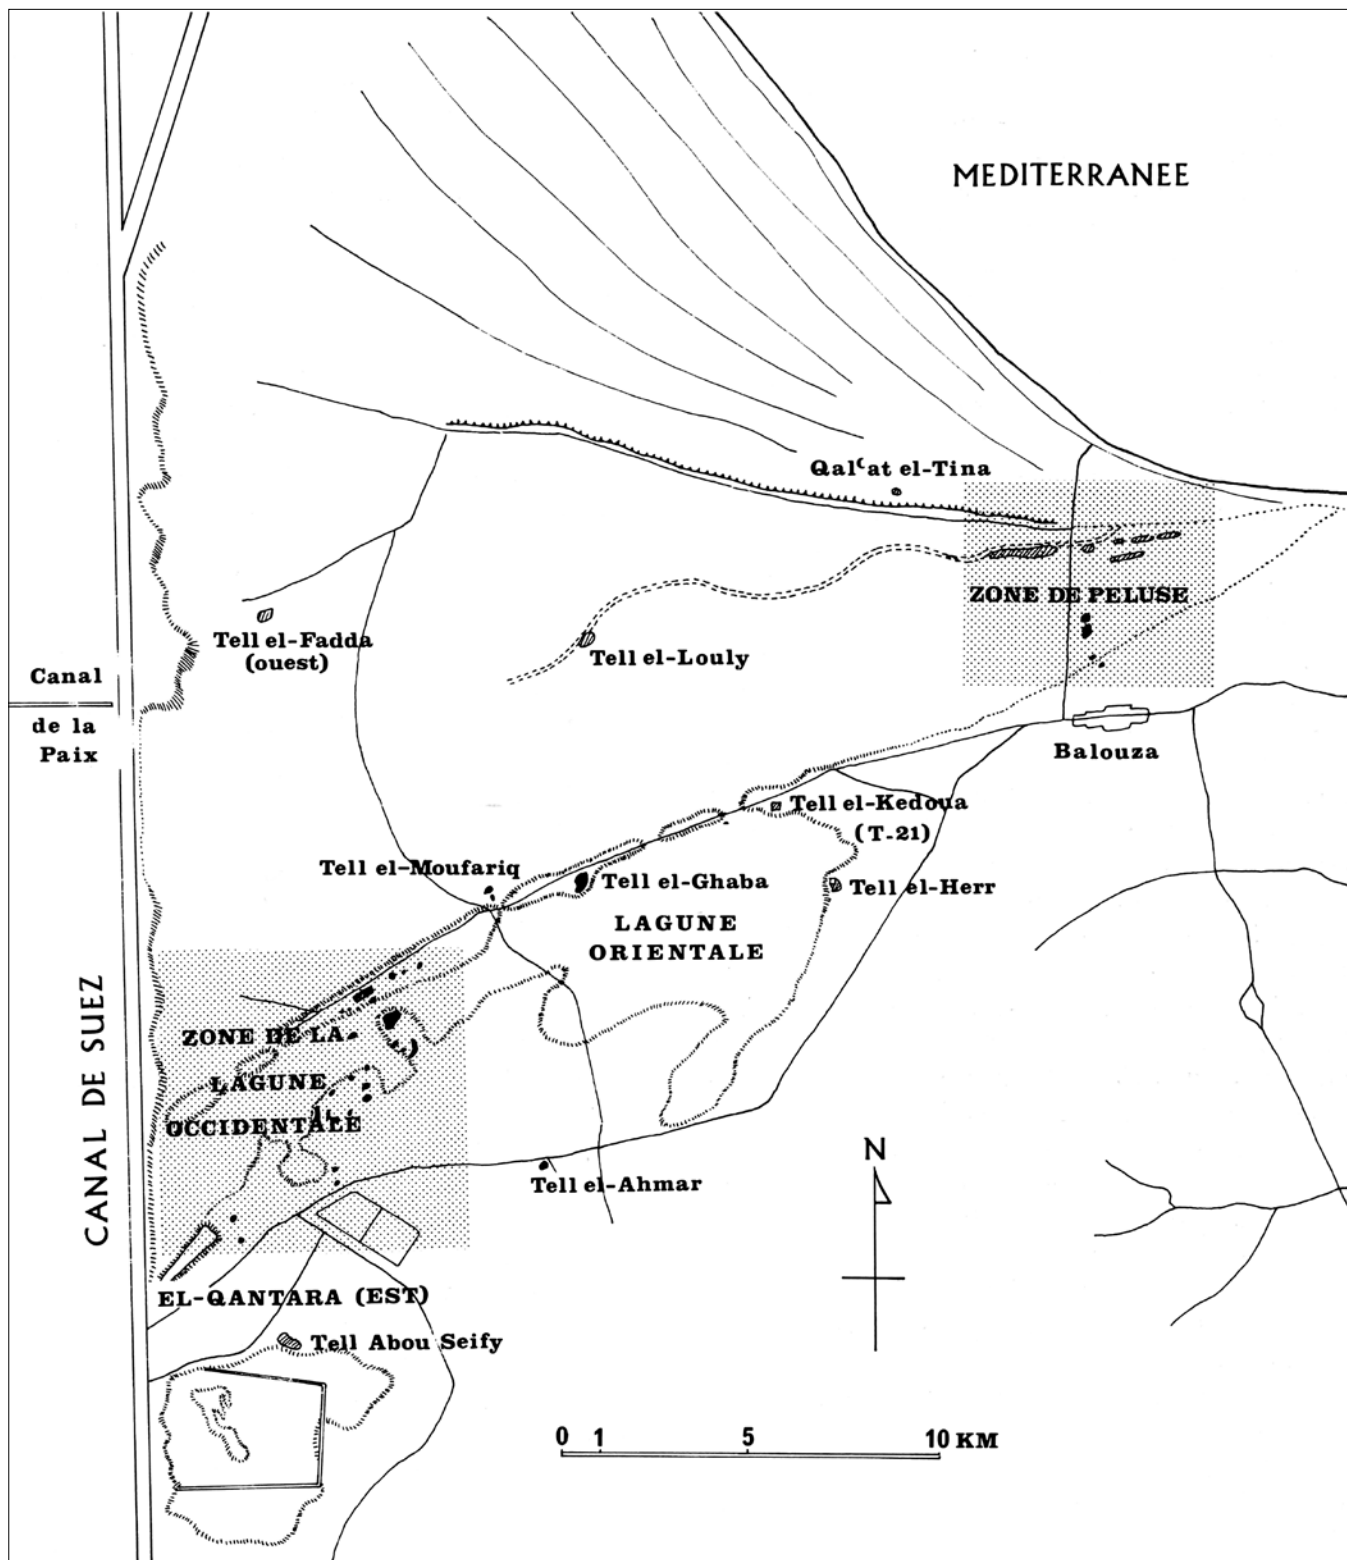 MEDITERRANEE
Qalᶜat el-Tina
ZONE DE PELUSE
Tell el-Fadda
(ouest)
Tell el-Louly
Canal
de la
Paix
Balouza
Tell el-Kedoua
(T-21)
Tell el-Moufariq
Tell el-Ghaba
Tell el-Herr
LAGUNE
ORIENTALE
CANAL DE SUEZ
ZONE DE LA
LAGUNE
OCCIDENTALE
N
Tell el-Ahmar
EL-QANTARA (EST)
Tell Abou Seify
0 1 5 10 KM